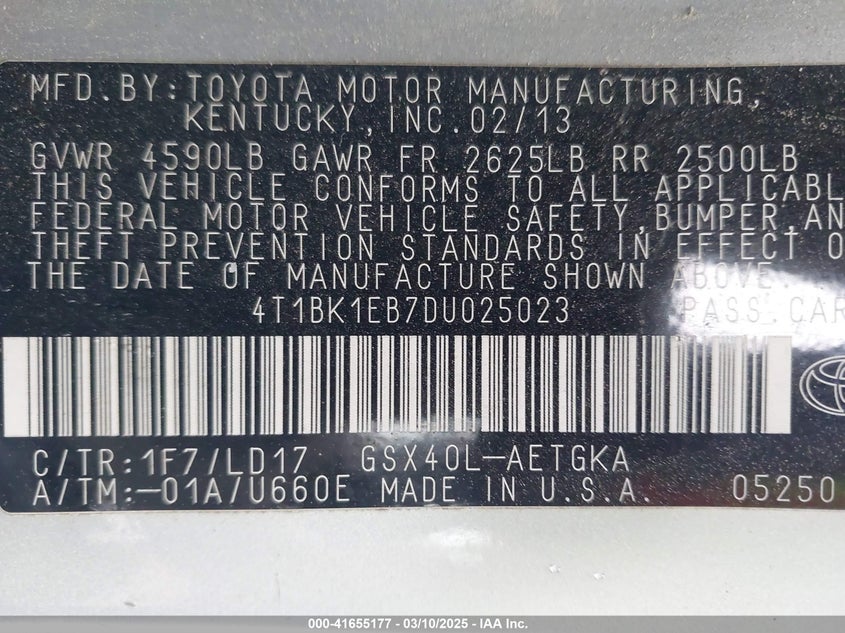 MFD.BY:TOYOTA MOTOR MANUFACTURING,
KENTUCKY,INC.02/13
GVWR 4590LB GAWR FR 2625LB RR 2500LB
THIS VEHICLE CONFORMS TO ALL APPLICABL
FEDERAL MOTOR VEHICLE SAFETY,BUMPER,AN
THEFT PREVENTION STANDARDS IN EFFECT O
THE DATE OF MANUFACTURE SHOWN ABOVE.
4T1BK1EB7DU025023 PASS.CAR
C/TR:1F7/LD17 GSX40L-AETGKA
A/TM:-01A/U660E MADE IN U.S.A. 05250
000-41655177 — 03/10/2025 — IAA Inc.